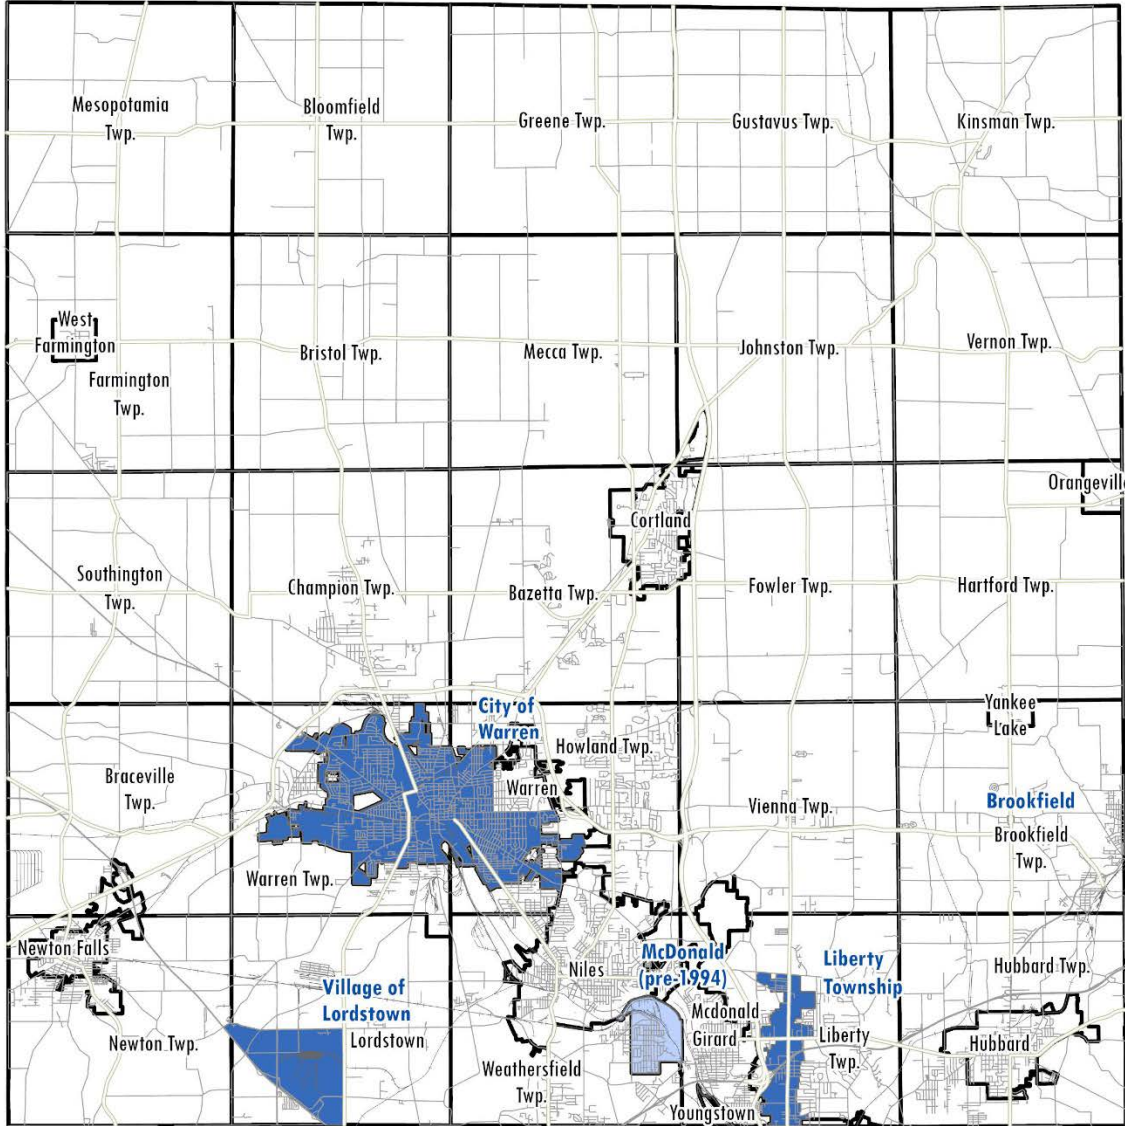 Mesopotamia
Twp.
Bloomfield
Twp.
Greene Twp.
Gustavus Twp.
Kinsman Twp.
West
Farmington
Farmington
Twp.
Bristol Twp.
Mecca Twp.
Johnston Twp.
Vernon Twp.
Orangeville
Cortland
Southington
Twp.
Champion Twp.
Bazetta Twp.
Fowler Twp.
Hartford Twp.
City of
Warren
Yankee
Lake
Howland Twp.
Braceville
Twp.
Warren
Vienna Twp.
Brookfield
Brookfield
Twp.
Warren Twp.
Newton Falls
Village of
Lordstown
Lordstown
Niles
McDonald
(pre-1994)
Liberty
Township
Hubbard Twp.
Newton Twp.
Mcdonald
Girard
Liberty
Twp.
Hubbard
Weathersfield
Twp.
Youngstown